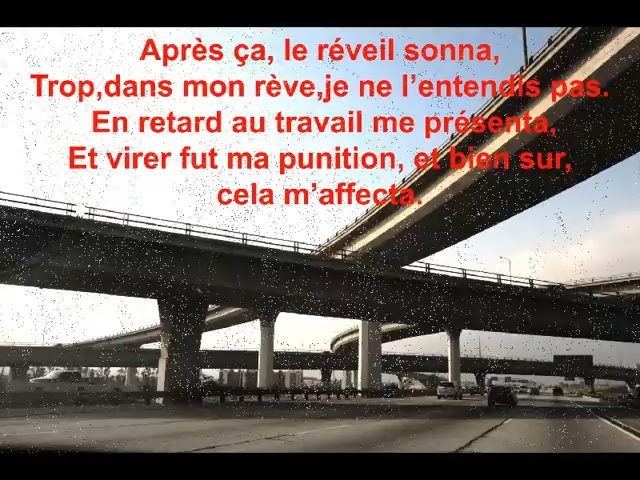 Après ça, le réveil sonna,
Trop,dans mon rève,je ne l’entendis pas.
En retard au travail me présenta,
Et virer fut ma punition, et bien sur,
cela m’affecta.